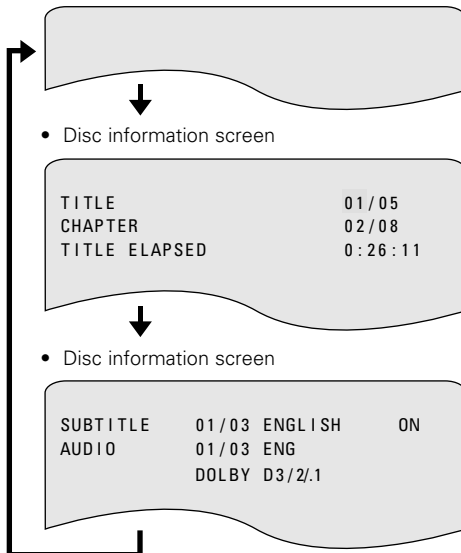 • Disc information screen
TITLE 01/05
CHAPTER 02/08
TITLE ELAPSED 0:26:11
• Disc information screen
SUBTITLE 01/03 ENGLISH ON
AUDIO 01/03 ENG
DOLBY D3/2/.1